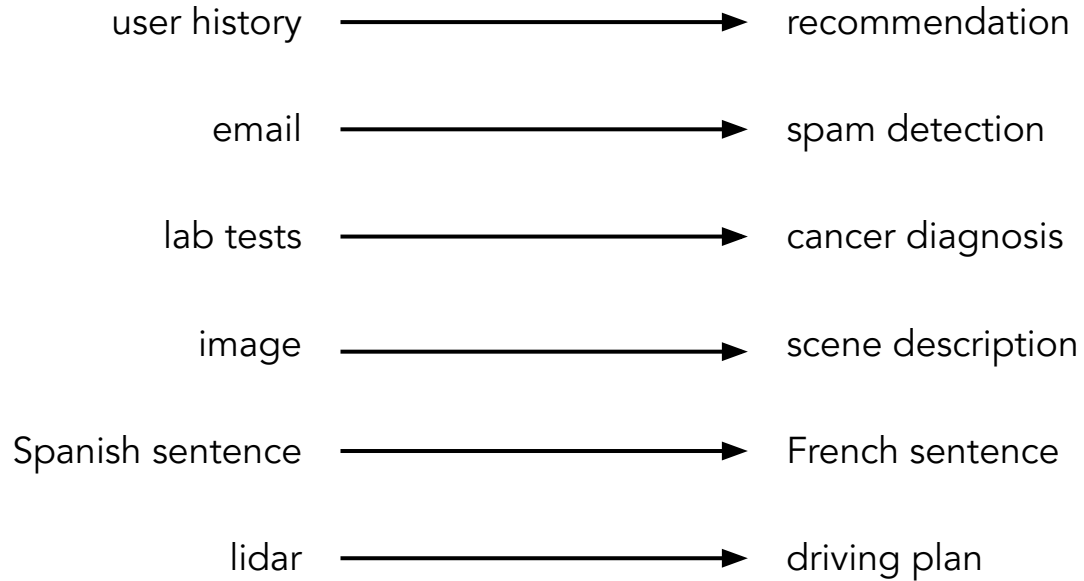 user history recommendation
email spam detection
lab tests cancer diagnosis
image scene description
Spanish sentence French sentence
lidar driving plan